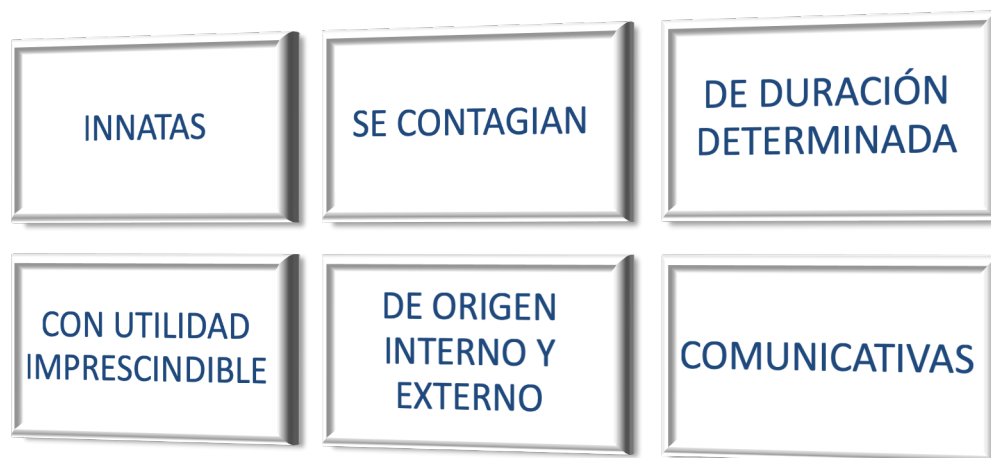 INNATAS
SE CONTAGIAN
DE DURACIÓN
DETERMINADA
CON UTILIDAD
IMPRESCINDIBLE
DE ORIGEN
INTERNO Y
EXTERNO
COMUNICATIVAS